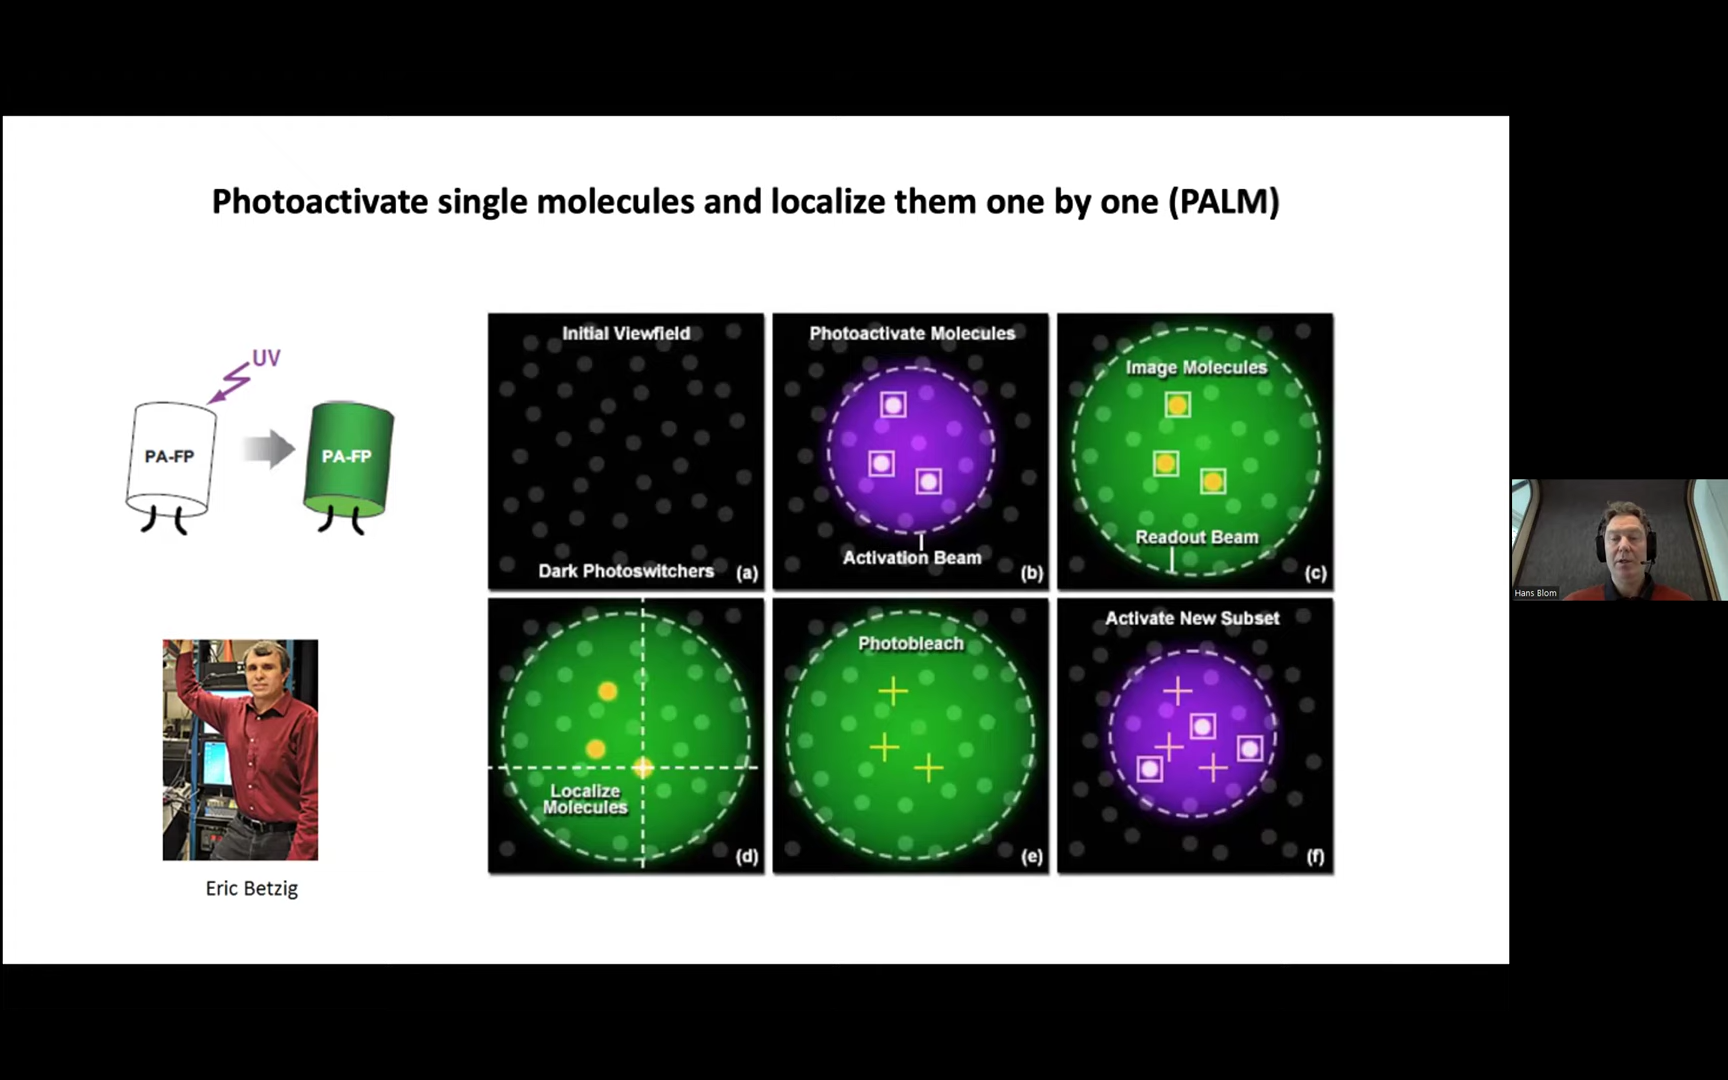 Photoactivate single molecules and localize them one by one (PALM)
UV
PA-FP
PA-FP
Initial Viewfield
Dark Photoswitchers (a)
Photoactivate Molecules
Activation Beam
(b)
Image Molecules
Readout Beam
(c)
Localize
Molecules
(d)
Photobleach
(e)
Activate New Subset
(f)
Eric Betzig
Hans Blom